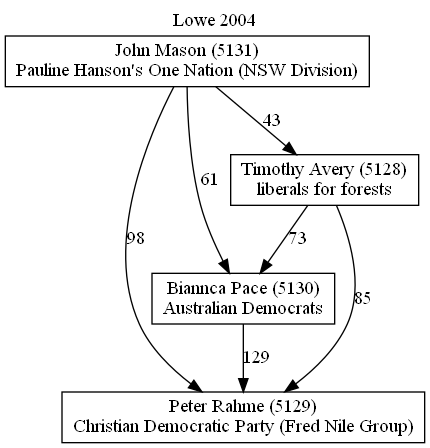 Lowe 2004
John Mason (5131)
Pauline Hanson's One Nation (NSW Division)
43
Timothy Avery (5128)
liberals for forests
61
98
73
Biannca Pace (5130)
Australian Democrats
85
129
Peter Rahme (5129)
Christian Democratic Party (Fred Nile Group)